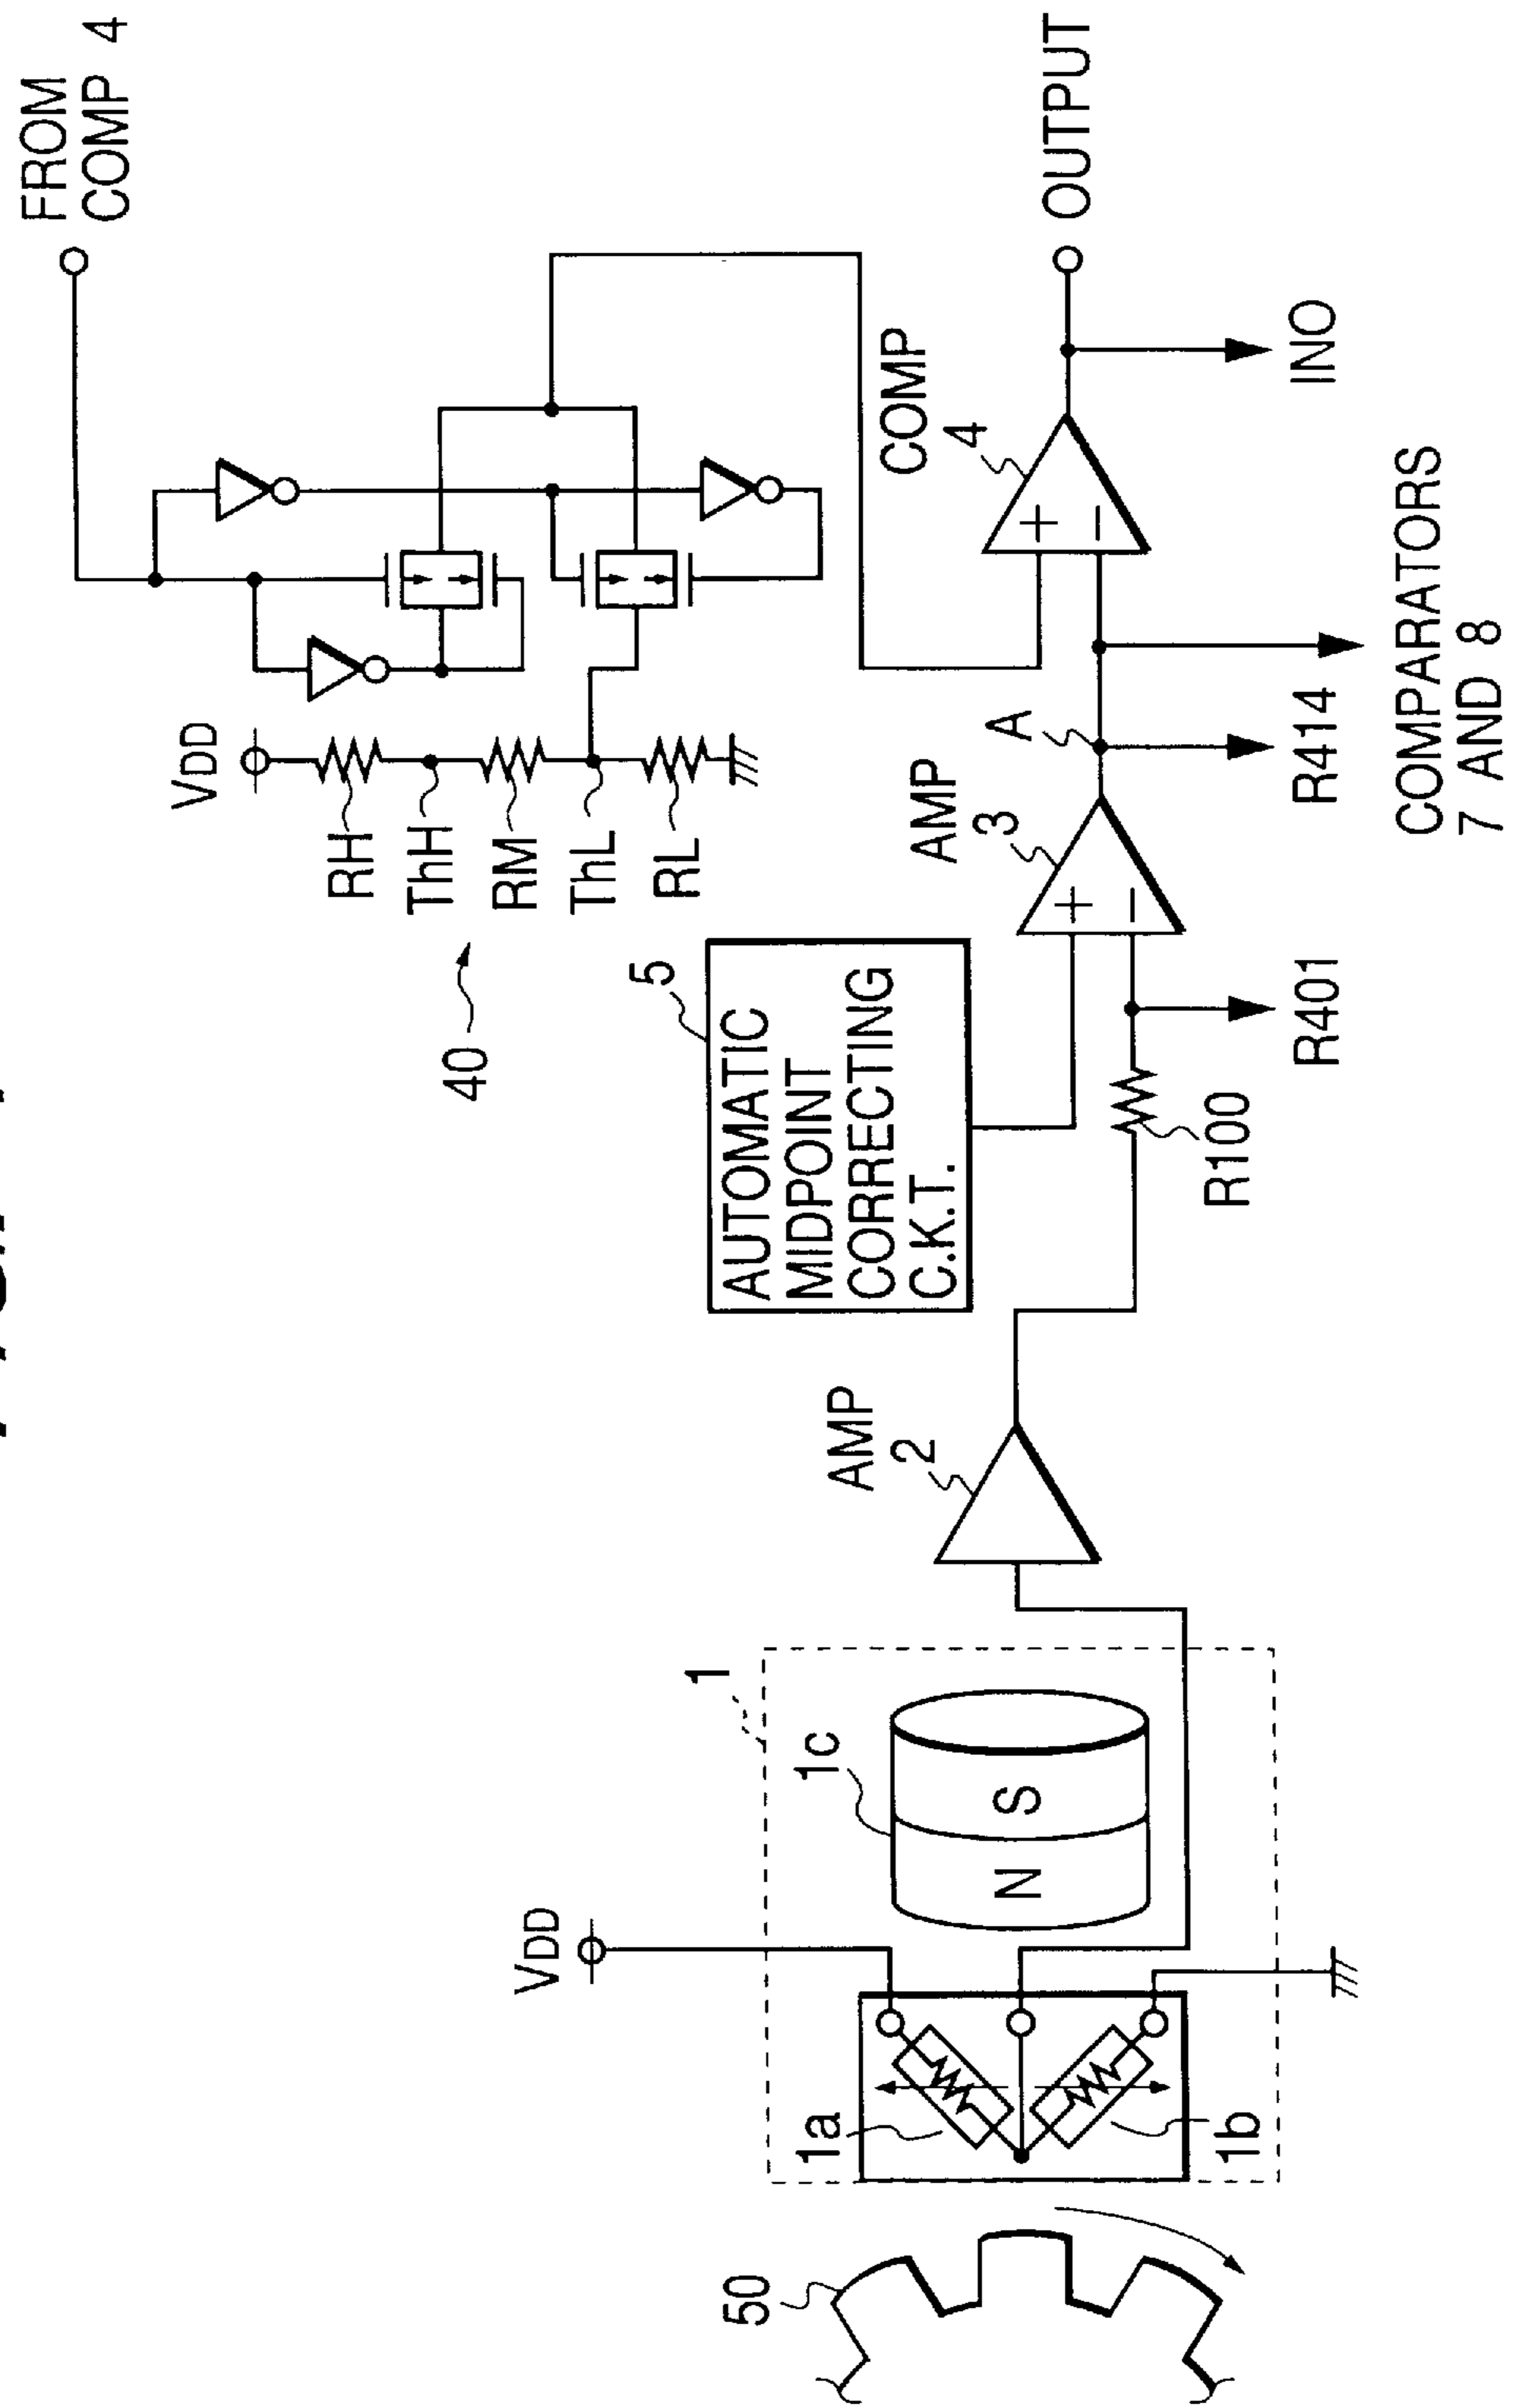 FROM
COMP 4
VDD
RH
ThH
RM
ThL
RL
40
COMP
4
+
−
OUTPUT
INO
AMP
3
+
−
A
R414
COMPARATORS
7 AND 8
5
AUTOMATIC
MIDPOINT
CORRECTING
C.K.T.
R401
R100
AMP
2
VDD
1
1c
N
S
1a
1b
50